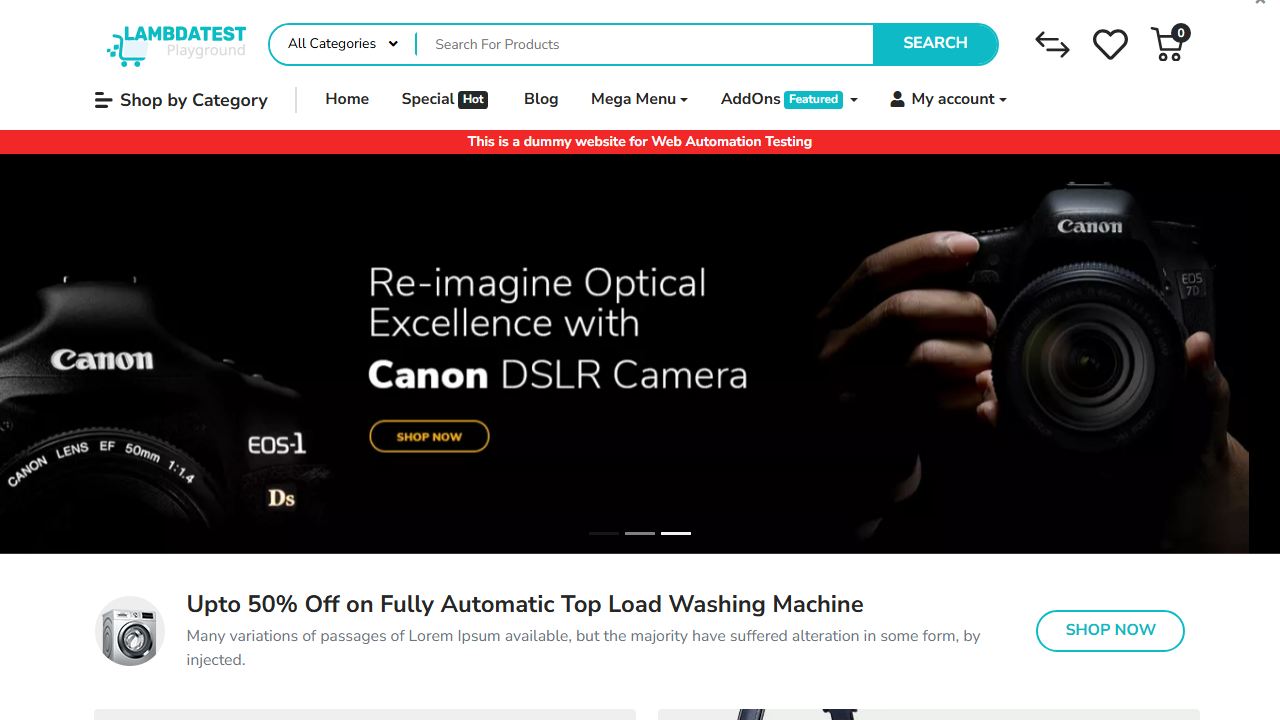 LAMBDATEST
Playground
All Categories
Search For Products
SEARCH
0
Shop by Category
Home
Special Hot
Blog
Mega Menu
AddOns Featured
My account
This is a dummy website for Web Automation Testing
Re-imagine Optical
Excellence with
Canon DSLR Camera
SHOP NOW
Canon
EOS-1
Ds
CANON LENS EF 50mm 1:1.4
Canon
EOS
7D
Upto 50% Off on Fully Automatic Top Load Washing Machine
Many variations of passages of Lorem Ipsum available, but the majority have suffered alteration in some form, by
injected.
SHOP NOW